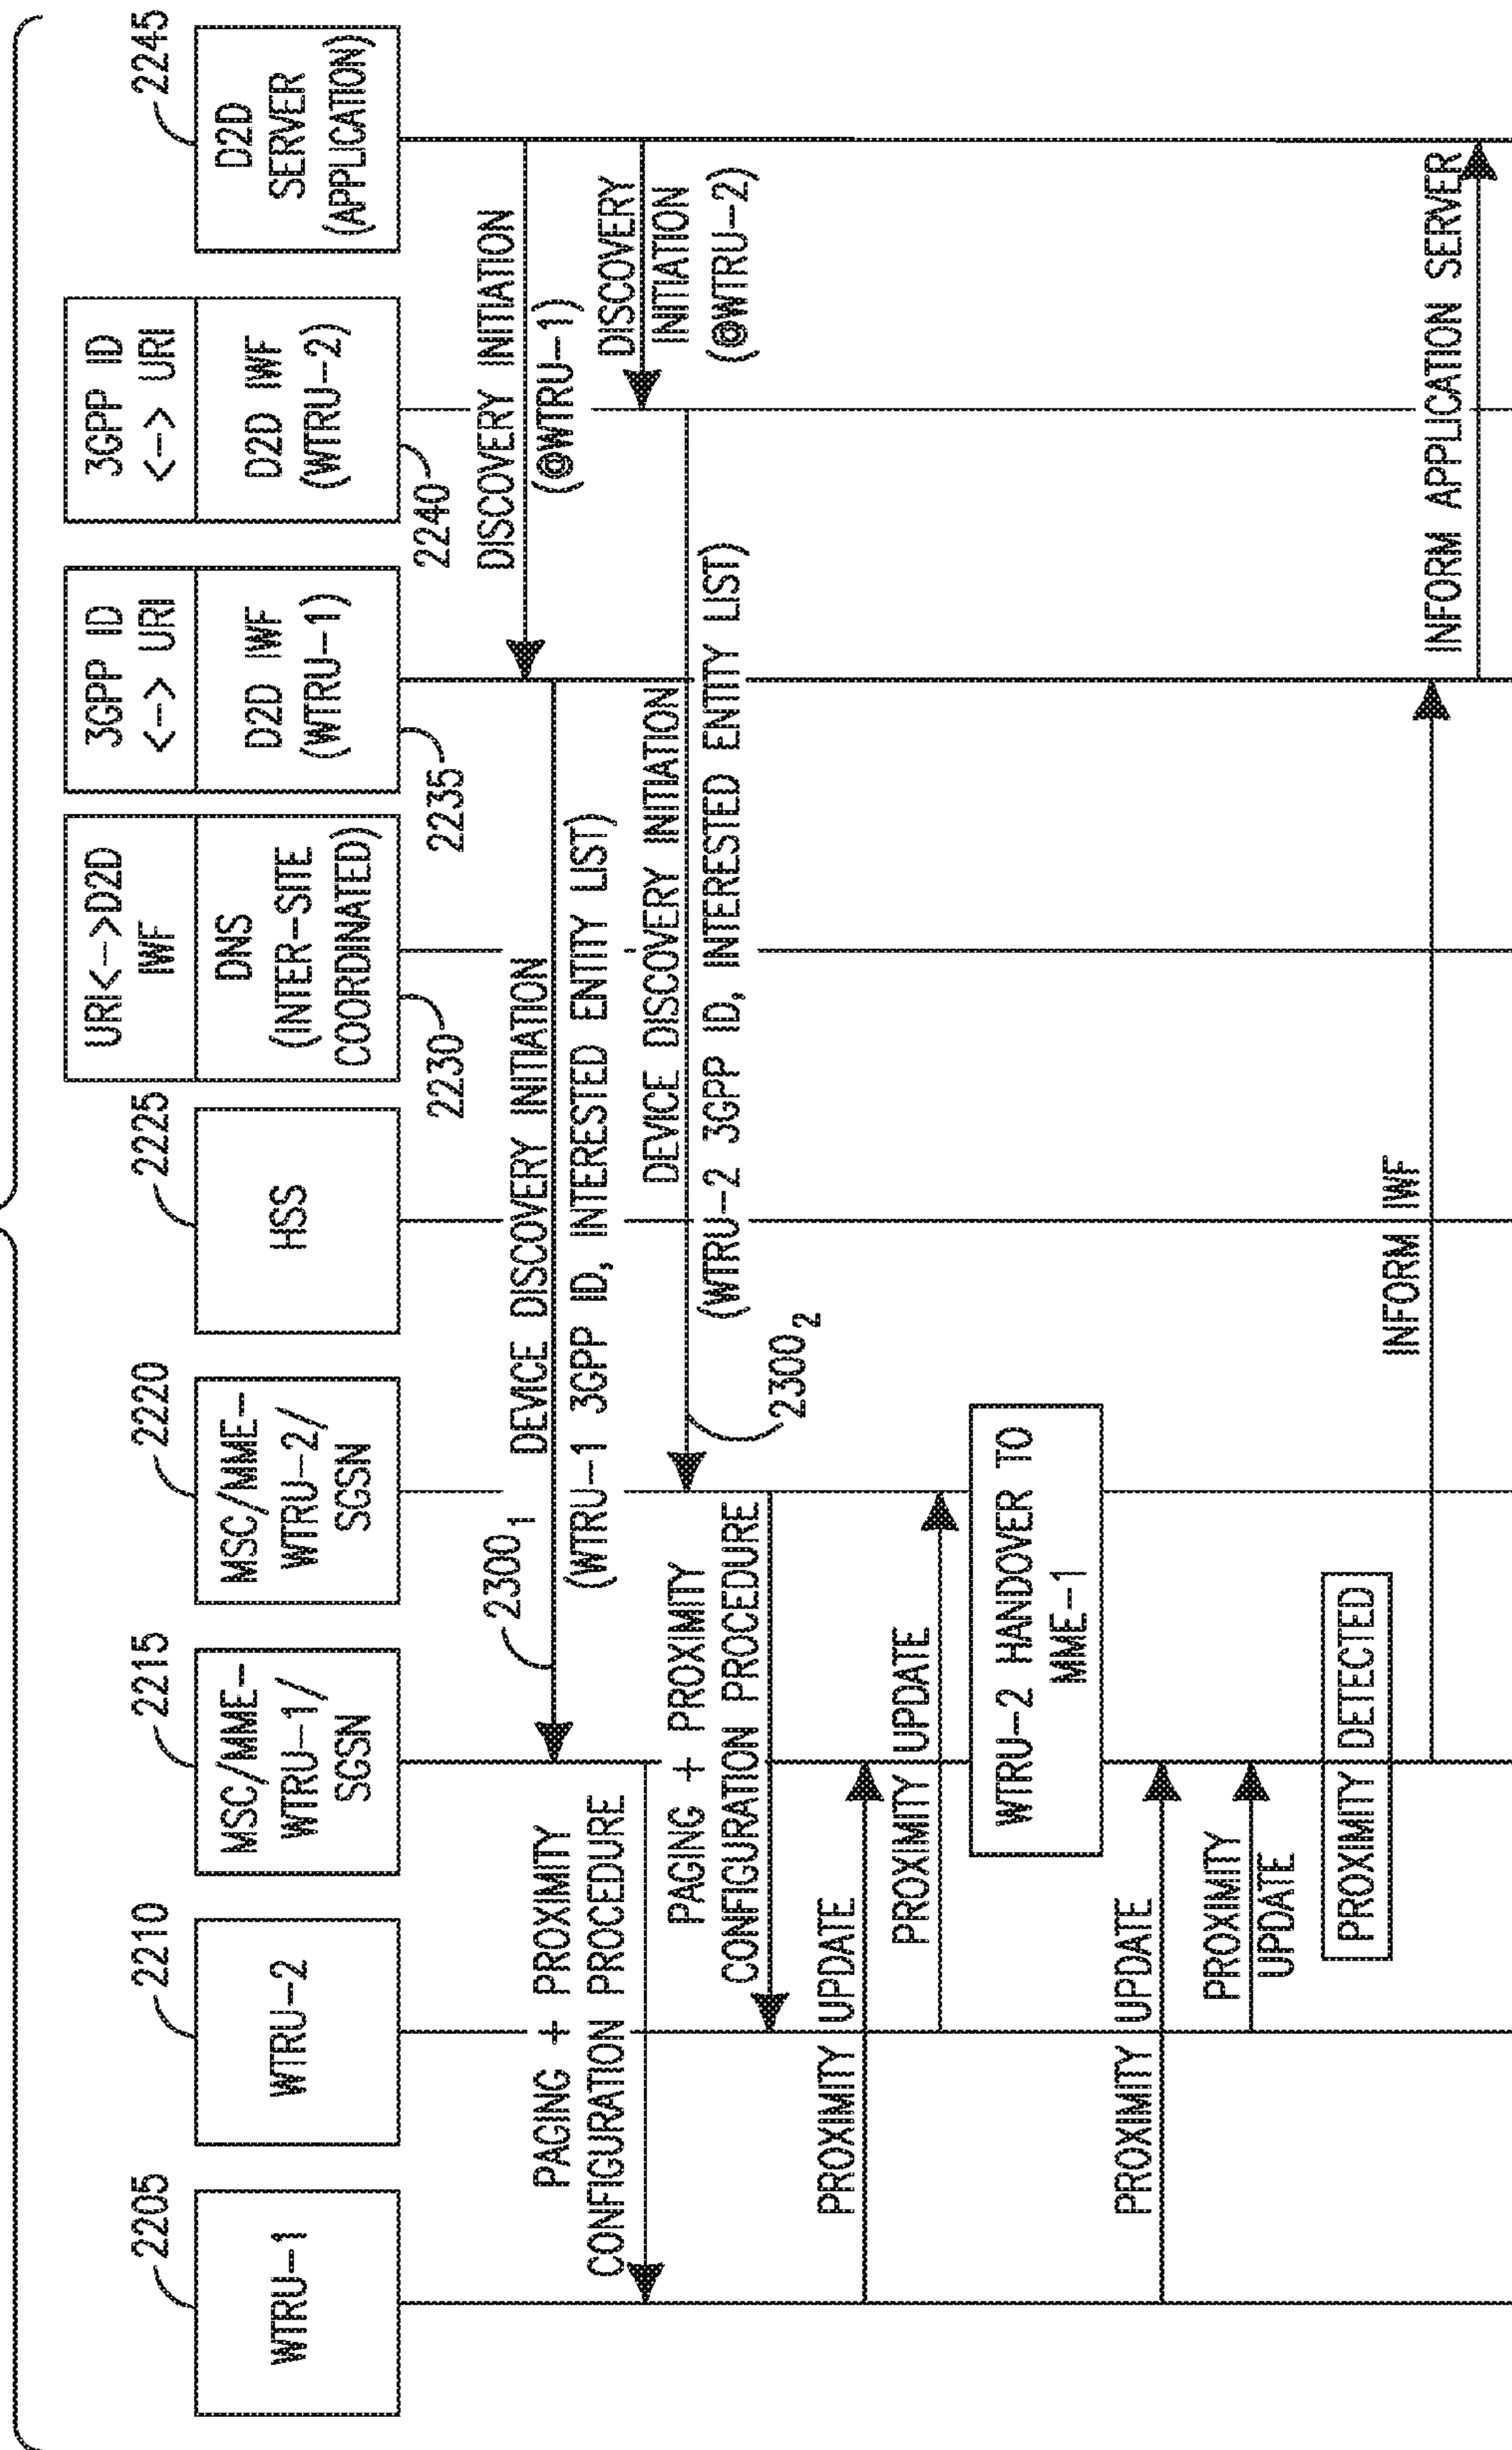 2205
WTRU-1
2210
WTRU-2
2215
MSC/MME-
WTRU-1/
SGSN
2220
MSC/MME-
WTRU-2/
SGSN
2225
HSS
URI<->D2D
IWF
DNS
(INTER-SITE
COORDINATED)
2230
3GPP ID
<-> URI
D2D IWF
(WTRU-1)
2235
3GPP ID
<-> URI
D2D IWF
(WTRU-2)
2240
2245
D2D
SERVER
(APPLICATION)
DISCOVERY INITIATION
(@WTRU-1)
2300₁
DEVICE DISCOVERY INITIATION
(WTRU-1 3GPP ID, INTERESTED ENTITY LIST)
PAGING + PROXIMITY
CONFIGURATION PROCEDURE
DISCOVERY
INITIATION
(@WTRU-2)
DEVICE DISCOVERY INITIATION
(WTRU-2 3GPP ID, INTERESTED ENTITY LIST)
2300₂
PAGING + PROXIMITY
CONFIGURATION PROCEDURE
PROXIMITY UPDATE
PROXIMITY UPDATE
WTRU-2 HANDOVER TO
MME-1
PROXIMITY UPDATE
PROXIMITY
UPDATE
PROXIMITY DETECTED
INFORM IWF
INFORM APPLICATION SERVER